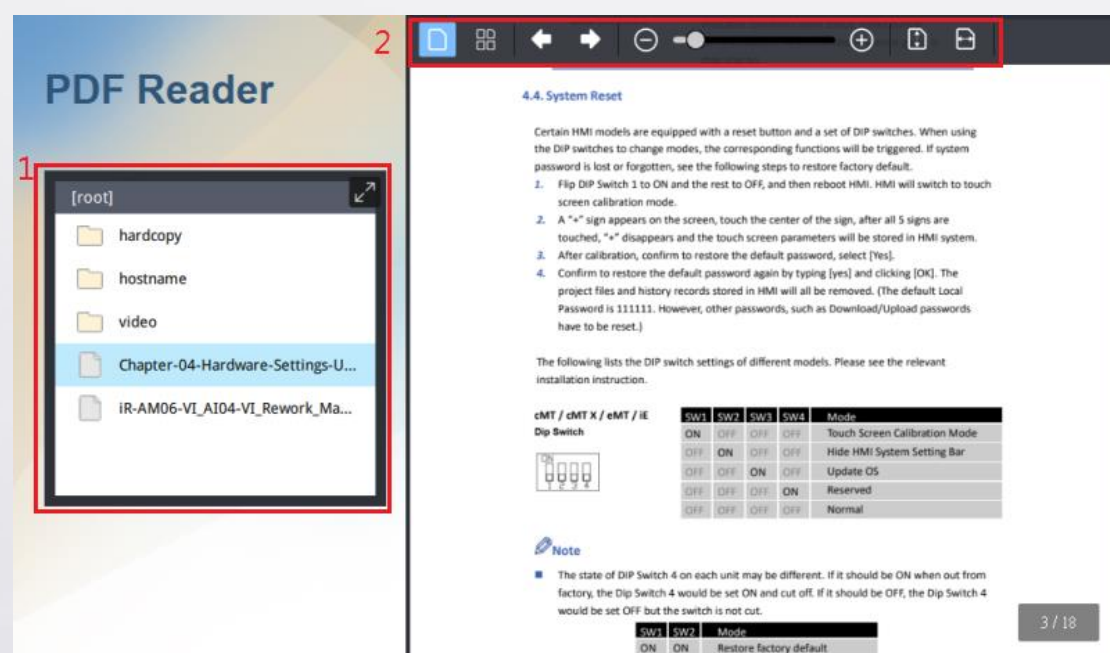 PDF Reader
1
[root]
hardcopy
hostname
video
Chapter-04-Hardware-Settings-U...
iR-AM06-VI_AI04-VI_Rework_Ma...
2
4.4. System Reset
Certain HMI models are equipped with a reset button and a set of DIP switches. When using
the DIP switches to change modes, the corresponding functions will be triggered. If system
password is lost or forgotten, see the following steps to restore factory default.
1. Flip DIP Switch 1 to ON and the rest to OFF, and then reboot HMI. HMI will switch to touch
screen calibration mode.
2. A “+” sign appears on the screen, touch the center of the sign, after all 5 signs are
touched, “+” disappears and the touch screen parameters will be stored in HMI system.
3. After calibration, confirm to restore the default password, select [Yes].
4. Confirm to restore the default password again by typing [yes] and clicking [OK]. The
project files and history records stored in HMI will all be removed. (The default Local
Password is 111111. However, other passwords, such as Download/Upload passwords
have to be reset.)
The following lists the DIP switch settings of different models. Please see the relevant
installation instruction.
cMT / cMT X / eMT / iE
Dip Switch
ON
1 2 3 4
SW1 SW2 SW3 SW4 Mode
ON OFF OFF OFF Touch Screen Calibration Mode
OFF ON OFF OFF Hide HMI System Setting Bar
OFF OFF ON OFF Update OS
OFF OFF OFF ON Reserved
OFF OFF OFF OFF Normal
Note
■ The state of DIP Switch 4 on each unit may be different. If it should be ON when out from
factory, the Dip Switch 4 would be set ON and cut off. If it should be OFF, the Dip Switch 4
would be set OFF but the switch is not cut.
SW1 SW2 Mode
ON ON Restore factory default
3 / 18